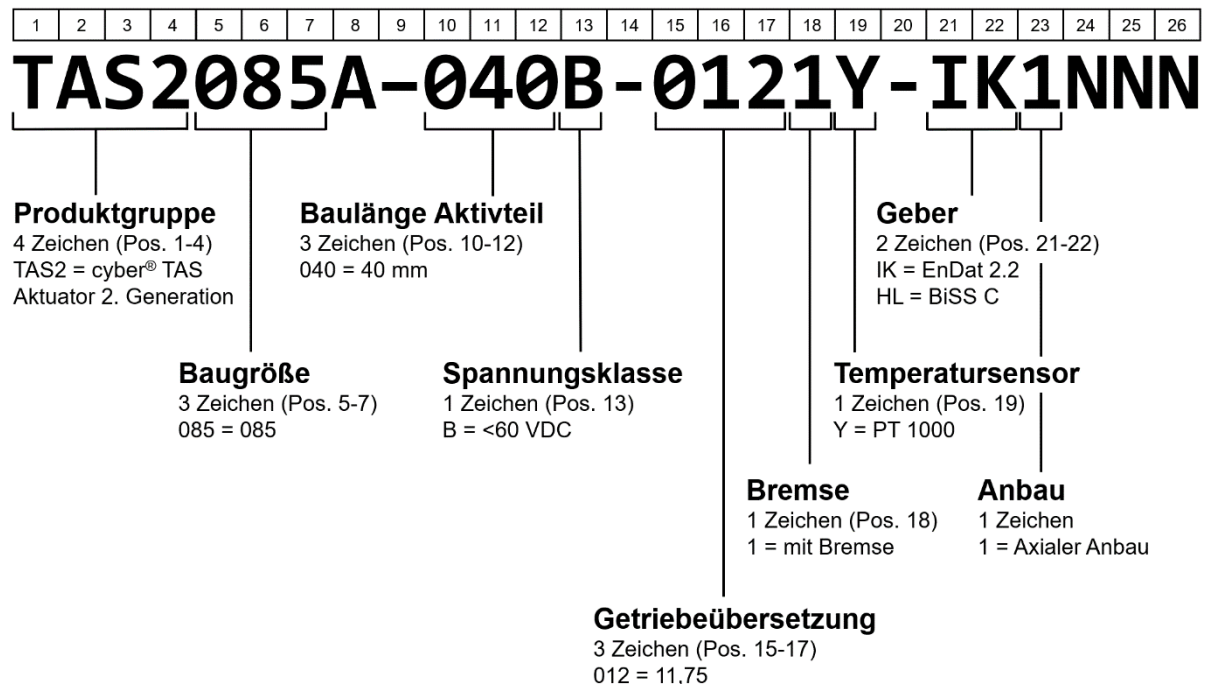 1 2 3 4 5 6 7 8 9 10 11 12 13 14 15 16 17 18 19 20 21 22 23 24 25 26
TAS2085A-040B-0121Y-IK1NNN
Produktgruppe
4 Zeichen (Pos. 1-4)
TAS2 = cyber® TAS
Aktuator 2. Generation
Baulänge Aktivteil
3 Zeichen (Pos. 10-12)
040 = 40 mm
Geber
2 Zeichen (Pos. 21-22)
IK = EnDat 2.2
HL = BiSS C
Baugröße
3 Zeichen (Pos. 5-7)
085 = 085
Spannungsklasse
1 Zeichen (Pos. 13)
B = <60 VDC
Temperatursensor
1 Zeichen (Pos. 19)
Y = PT 1000
Bremse
1 Zeichen (Pos. 18)
1 = mit Bremse
Anbau
1 Zeichen
1 = Axialer Anbau
Getriebeübersetzung
3 Zeichen (Pos. 15-17)
012 = 11,75